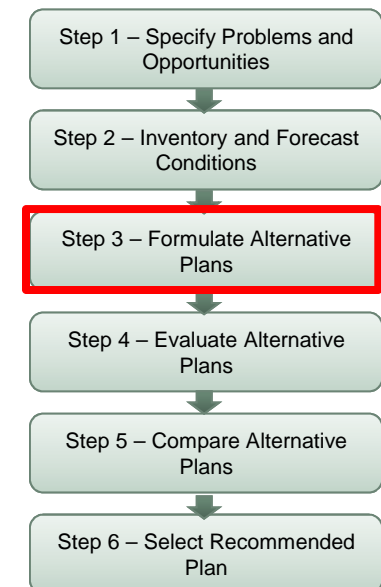 Step 1 – Specify Problems and
Opportunities
Step 2 – Inventory and Forecast
Conditions
Step 3 – Formulate Alternative
Plans
Step 4 – Evaluate Alternative
Plans
Step 5 – Compare Alternative
Plans
Step 6 – Select Recommended
Plan